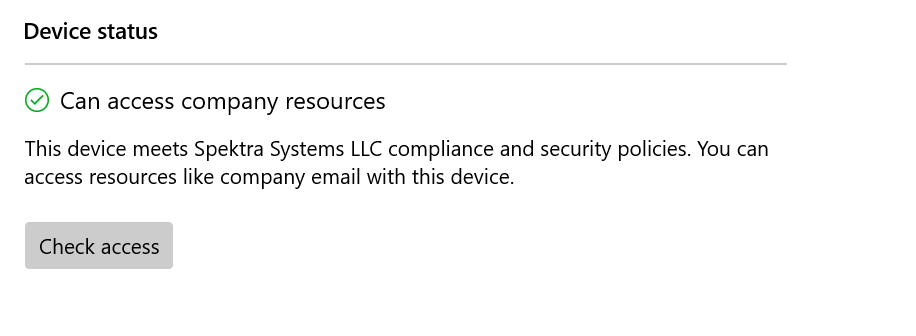 Device status
Can access company resources
This device meets Spektra Systems LLC compliance and security policies. You can
access resources like company email with this device.
Check access